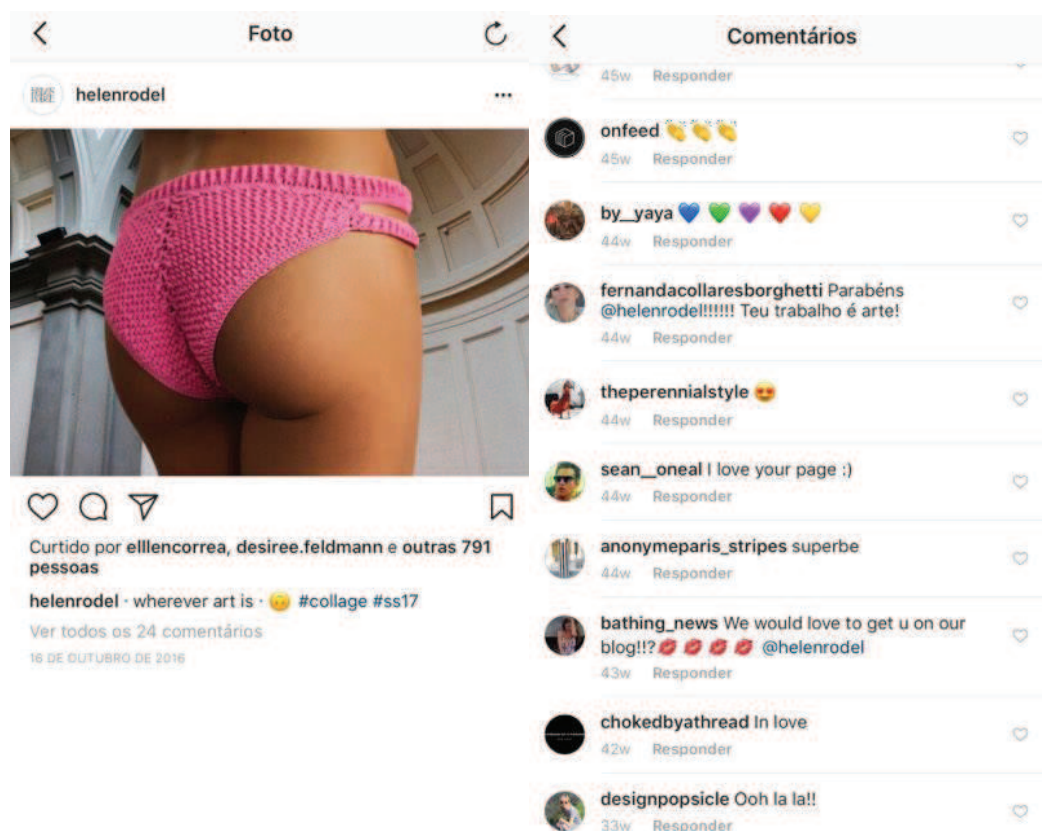 Foto
helenrodel
Curtido por elllencorrea, desiree.feldmann e outras 791
pessoas
helenrodel · wherever art is · 🙃 #collage #ss17
Ver todos os 24 comentários
16 DE OUTUBRO DE 2016
Comentários
45w Responder
onfeed 👏👏👏
45w Responder
by__yaya 💙💚💜❤️💛
44w Responder
fernandacollaresborghetti Parabéns
@helenrodel!!!!!! Teu trabalho é arte!
44w Responder
theperennialstyle 😍
44w Responder
sean__oneal I love your page :)
44w Responder
anonymeparis_stripes superbe
44w Responder
bathing_news We would love to get u on our
blog!!?💋💋💋💋 @helenrodel
43w Responder
chokedbyathread In love
42w Responder
designpopsicle Ooh la la!!
33w Responder